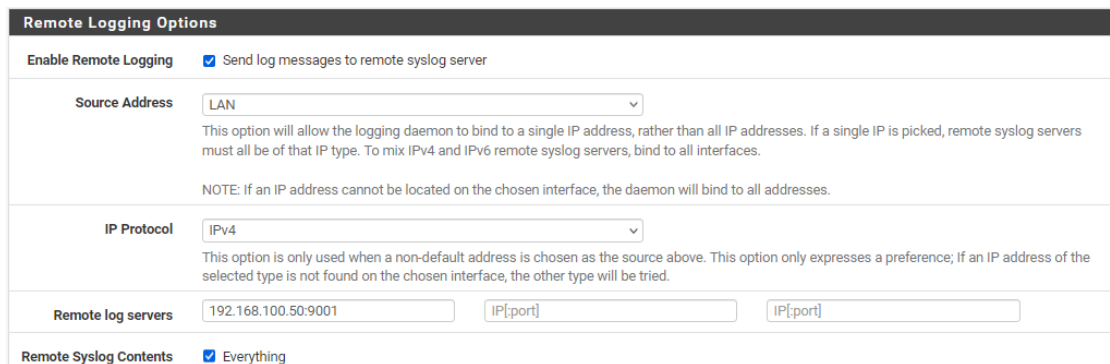 Remote Logging Options
Enable Remote Logging Send log messages to remote syslog server
Source Address LAN
This option will allow the logging daemon to bind to a single IP address, rather than all IP addresses. If a single IP is picked, remote syslog servers
must all be of that IP type. To mix IPv4 and IPv6 remote syslog servers, bind to all interfaces.
NOTE: If an IP address cannot be located on the chosen interface, the daemon will bind to all addresses.
IP Protocol IPv4
This option is only used when a non-default address is chosen as the source above. This option only expresses a preference; If an IP address of the
selected type is not found on the chosen interface, the other type will be tried.
Remote log servers 192.168.100.50:9001 IP[:port] IP[:port]
Remote Syslog Contents Everything